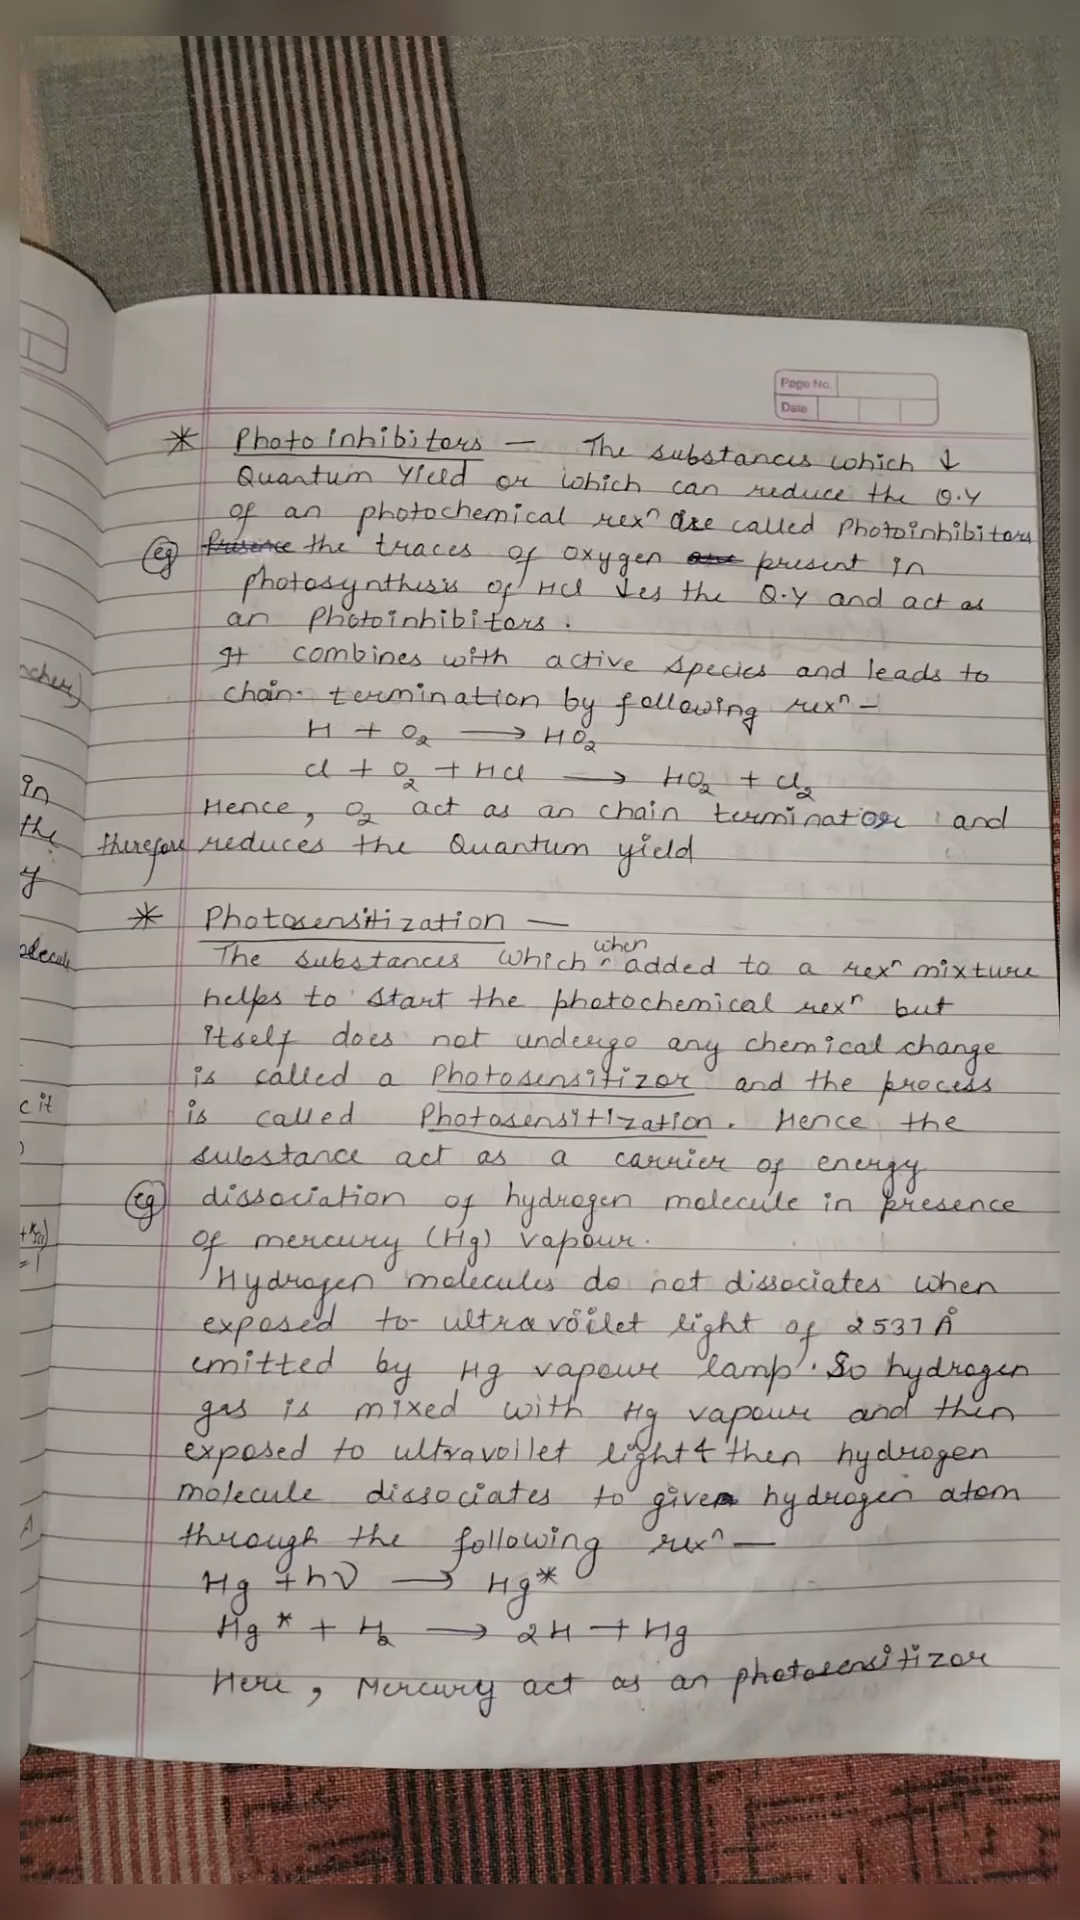 Page No.
Date
* Photo inhibitors – The substances which ↓
Quantum Yield or which can reduce the Q.Y
of an photochemical rexⁿ are called Photoinhibitors
eg the traces of oxygen present in
photosynthesis of HCl ↓es the Q.Y and act as
an Photoinhibitors.
It combines with active species and leads to
chain termination by following rexⁿ –
H + O₂ → HO₂
Cl + O₂ + HCl → HO₂ + Cl₂
Hence, O₂ act as an chain terminator and
therefore reduces the Quantum yield
* Photosensitization –
The substances which when added to a rexⁿ mixture
helps to start the photochemical rexⁿ but
itself does not undergo any chemical change
is called a Photosensitizor and the process
is called Photosensitization. Hence the
substance act as a carrier of energy
eg dissociation of hydrogen molecule in presence
of mercury (Hg) vapour.
Hydrogen molecules do not dissociates when
exposed to ultravoilet light of 2537 Å
emitted by Hg vapour lamp. So hydrogen
gas is mixed with Hg vapour and then
exposed to ultravoilet light & then hydrogen
molecule dissociates to given hydrogen atom
through the following rexⁿ –
Hg + hν → Hg*
Hg* + H₂ → 2H + Hg
Here, Mercury act as an photosensitizor
ncher)
in
the
y
olecule
c it
= 1